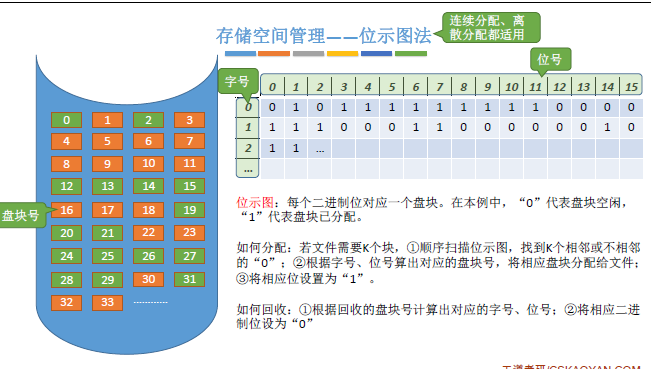 存储空间管理——位示图法
连续分配、离
散分配都适用
字号
位号
0 1 2 3 4 5 6 7 8 9 10 11 12 13 14 15
0 0 1 0 1 1 1 1 1 1 1 1 1 0 0 0 0
1 1 1 1 0 0 0 1 1 0 0 0 0 0 0 1 0
2 1 1 …
…
盘块号
0 1 2 3
4 5 6 7
8 9 10 11
12 13 14 15
16 17 18 19
20 21 22 23
24 25 26 27
28 29 30 31
32 33 …………
位示图：每个二进制位对应一个盘块。在本例中，“0”代表盘块空闲，
“1”代表盘块已分配。
如何分配：若文件需要K个块，①顺序扫描位示图，找到K个相邻或不相邻
的“0”；②根据字号、位号算出对应的盘块号，将相应盘块分配给文件；
③将相应位设置为“1”。
如何回收：①根据回收的盘块号计算出对应的字号、位号；②将相应二进
制位设为“0”
王道考研/CSKAOYAN.COM